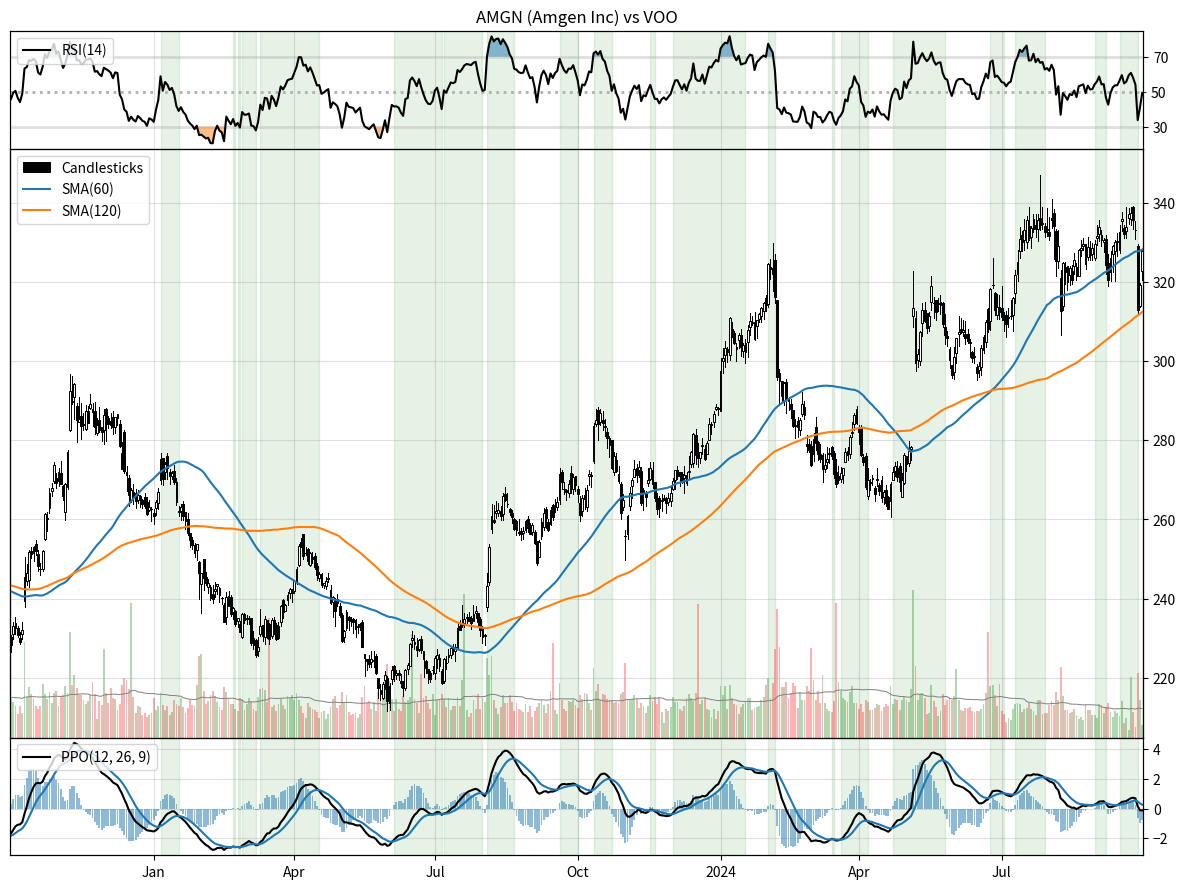 AMGN (Amgen Inc) vs VOO
RSI(14)
70
50
30
Candlesticks
SMA(60)
SMA(120)
340
320
300
280
260
240
220
PPO(12, 26, 9)
4
2
0
−2
Jan
Apr
Jul
Oct
2024
Apr
Jul